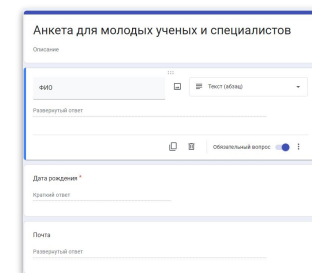 Анкета для молодых ученых и специалистов
Описание
ФИО
Текст (абзац)
Развернутый ответ
Обязательный вопрос
Дата рождения *
Краткий ответ
Почта
Развернутый ответ